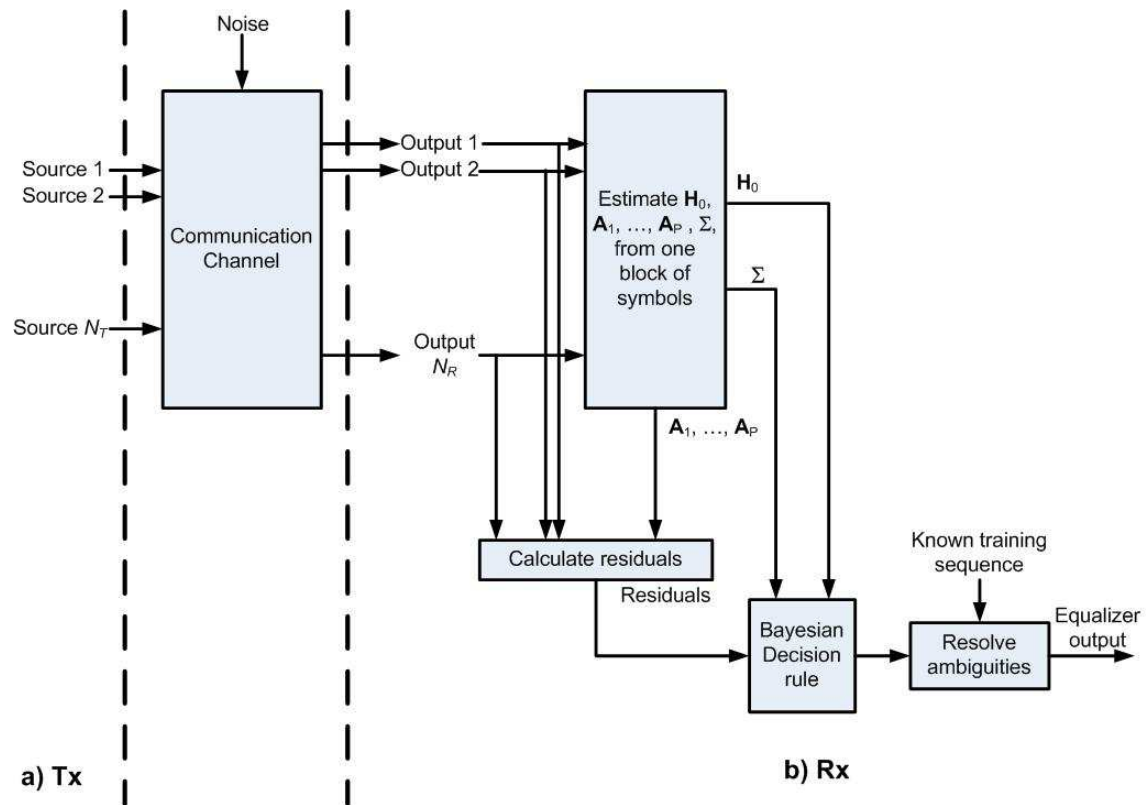 Noise
Source 1
Source 2
Source N_T
Communication
Channel
Output 1
Output 2
Output
N_R
Estimate H_0,
A_1, ..., A_P , Σ,
from one
block of
symbols
H_0
Σ
A_1, ..., A_P
Calculate residuals
Residuals
Bayesian
Decision
rule
Known training
sequence
Resolve
ambiguities
Equalizer
output
a) Tx
b) Rx